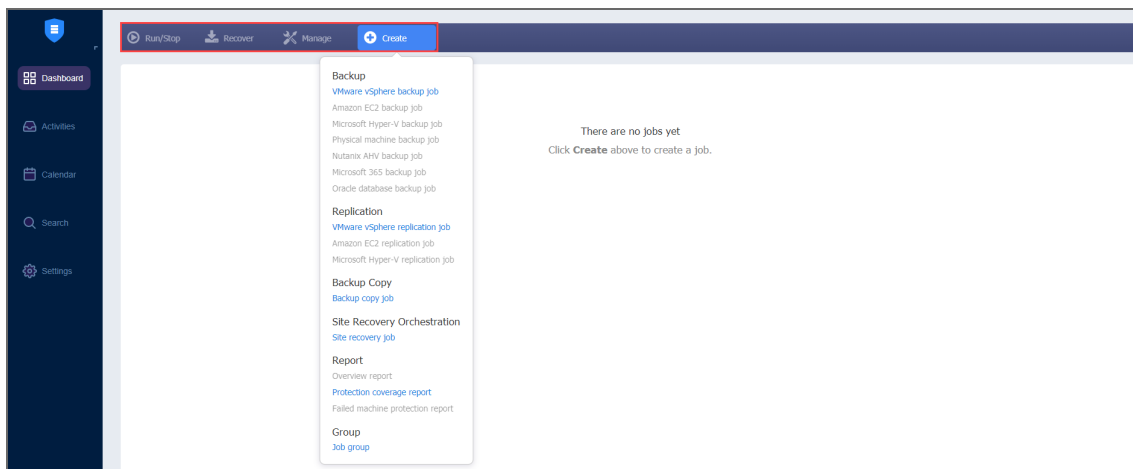 Run/Stop
Recover
Manage
Create
Dashboard
Activities
Calendar
Search
Settings
Backup
VMware vSphere backup job
Amazon EC2 backup job
Microsoft Hyper-V backup job
Physical machine backup job
Nutanix AHV backup job
Microsoft 365 backup job
Oracle database backup job
Replication
VMware vSphere replication job
Amazon EC2 replication job
Microsoft Hyper-V replication job
Backup Copy
Backup copy job
Site Recovery Orchestration
Site recovery job
Report
Overview report
Protection coverage report
Failed machine protection report
Group
Job group
There are no jobs yet
Click Create above to create a job.